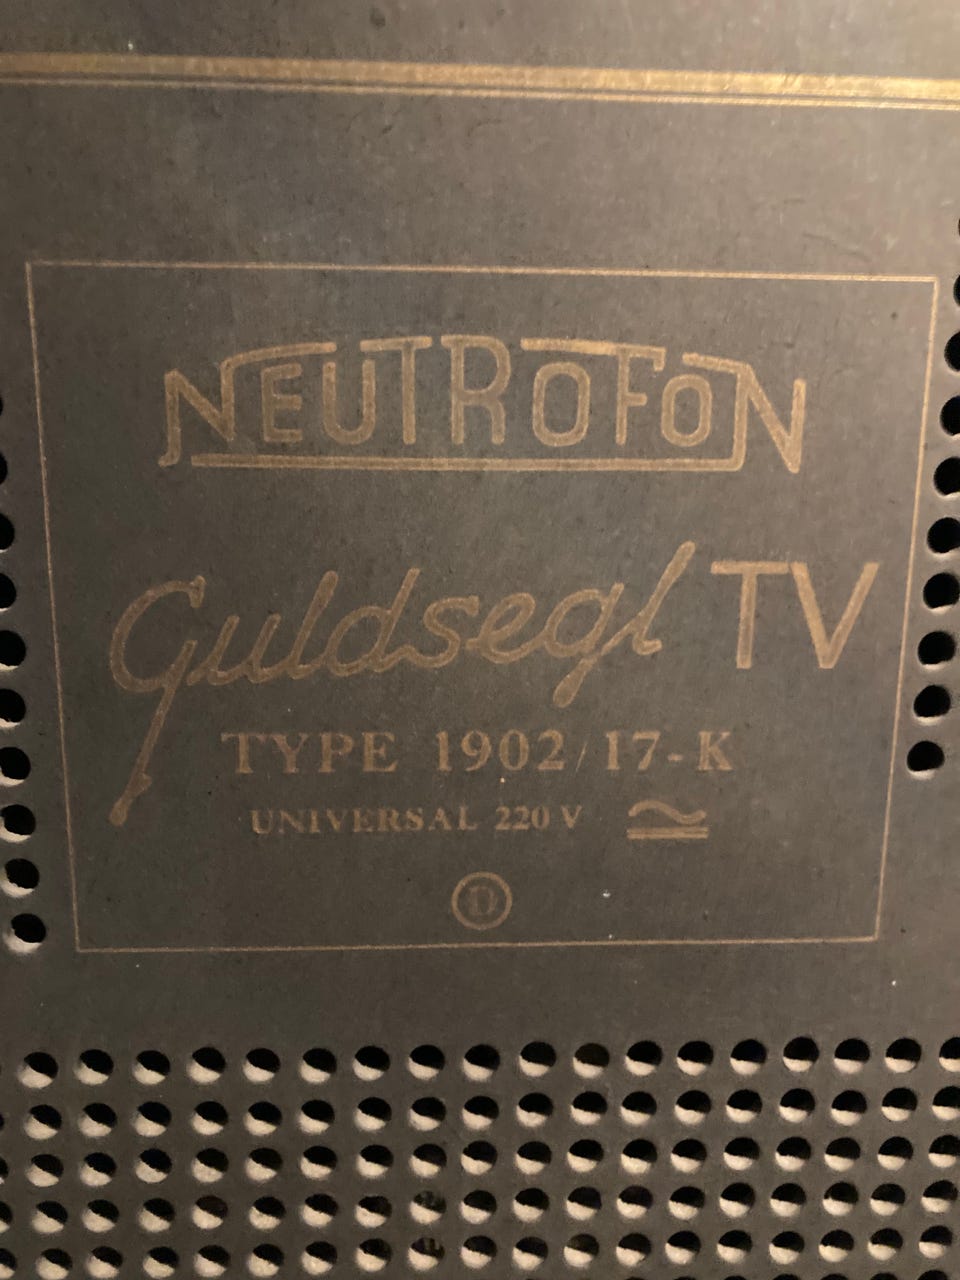 NEUTROFON
Guldsegl TV
TYPE 1902/17-K
UNIVERSAL 220 V ≂
D